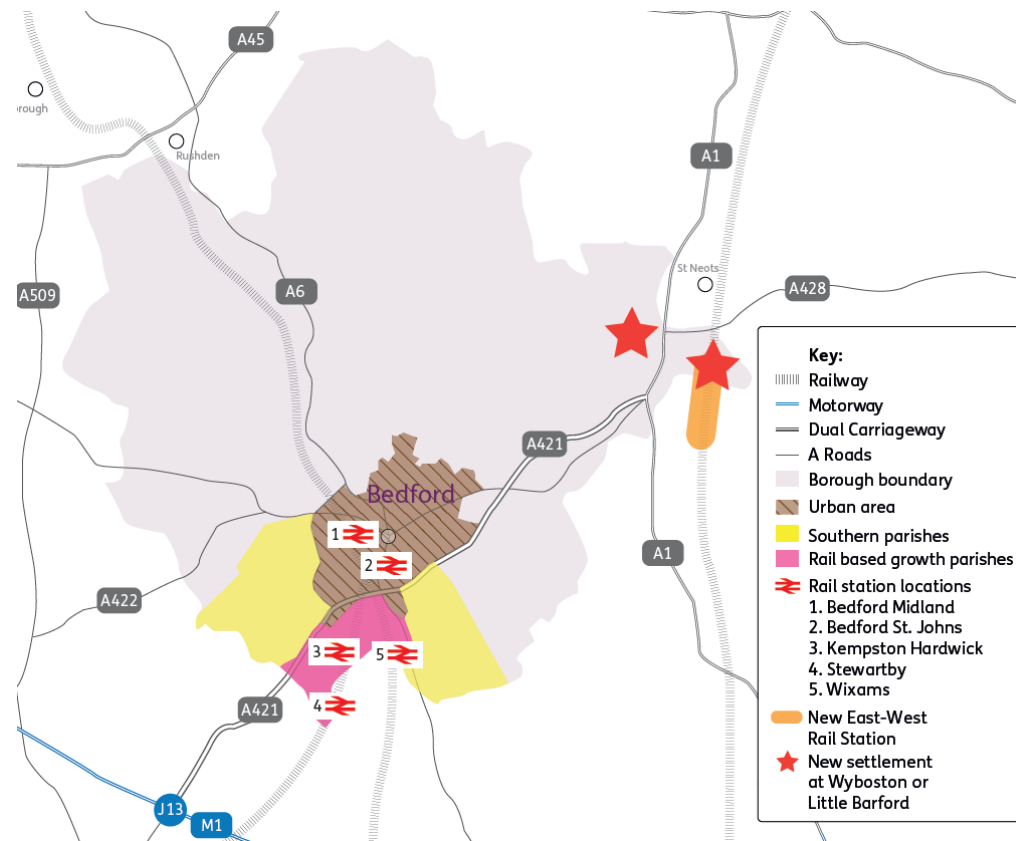 A45
rough
Rushden
A1
St Neots
A428
A509
A6
A421
Bedford
1
2
A422
3
5
4
A421
A1
J13
M1
Key:
Railway
Motorway
Dual Carriageway
A Roads
Borough boundary
Urban area
Southern parishes
Rail based growth parishes
Rail station locations
1. Bedford Midland
2. Bedford St. Johns
3. Kempston Hardwick
4. Stewartby
5. Wixams
New East-West
Rail Station
New settlement
at Wyboston or
Little Barford